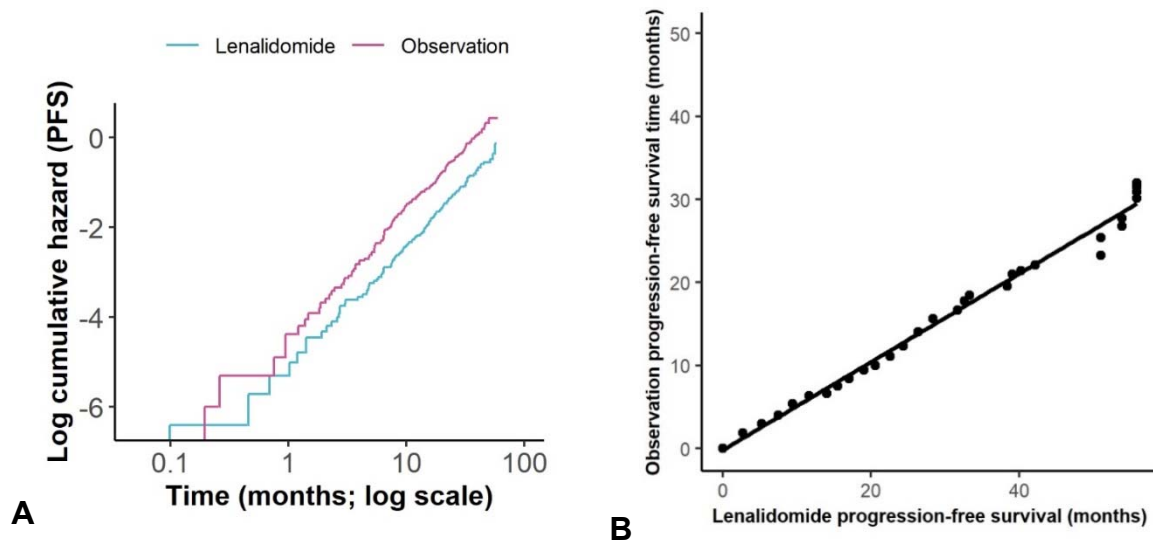 Lenalidomide Observation
Log cumulative hazard (PFS)
0
-2
-4
-6
0.1 1 10 100
Time (months; log scale)
A
Observation progression-free survival time (months)
50
40
30
20
10
0
0 20 40
Lenalidomide progression-free survival (months)
B